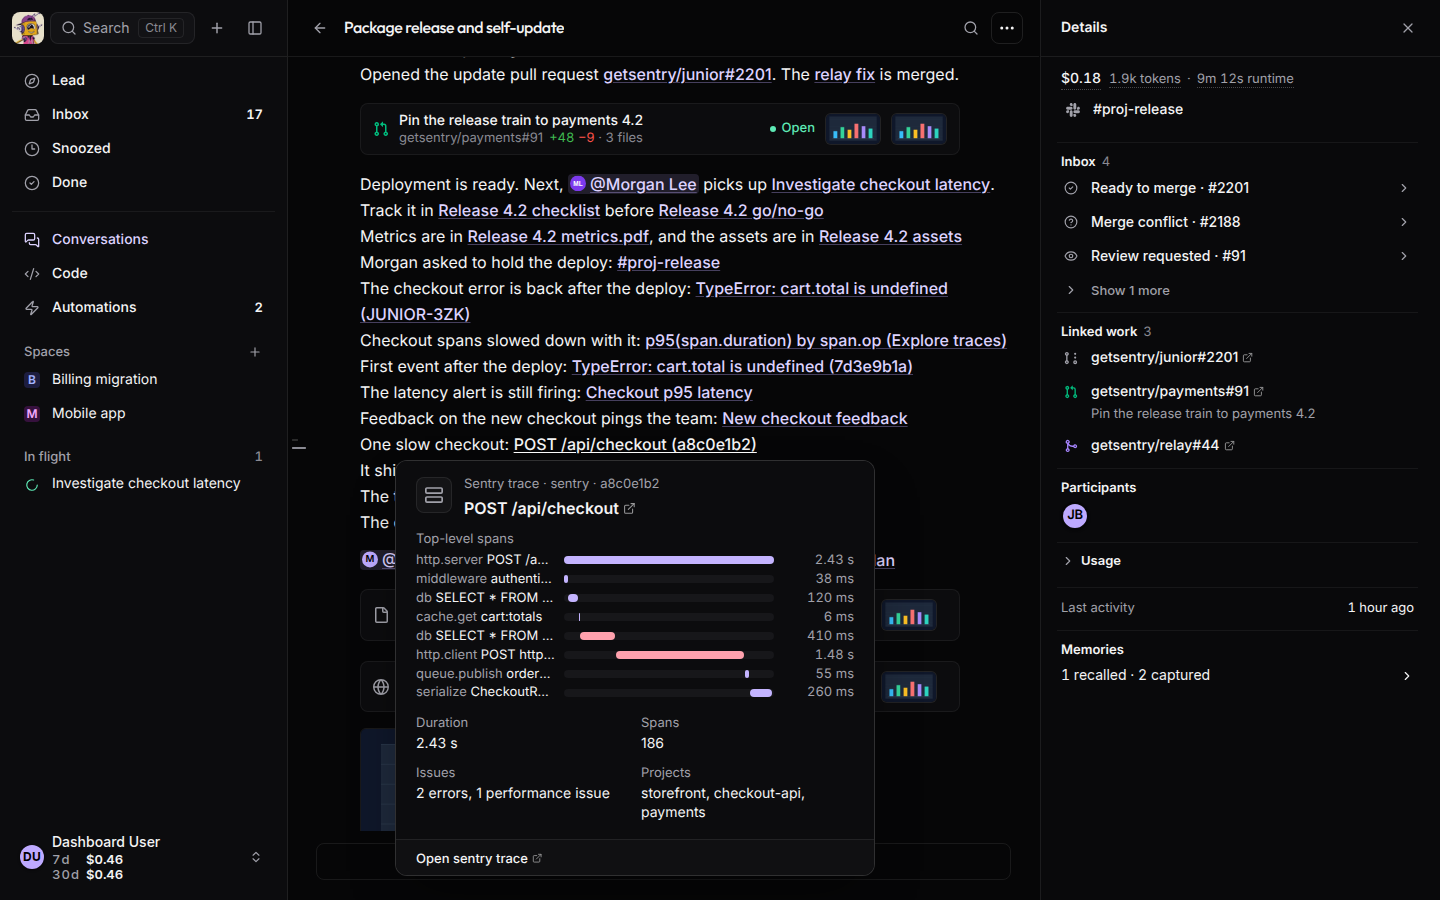 Search Ctrl K
Lead
Inbox 17
Snoozed
Done
Conversations
Code
Automations 2
Spaces
B Billing migration
M Mobile app
In flight 1
Investigate checkout latency
DU Dashboard User
7d $0.46
30d $0.46
Package release and self-update
Opened the update pull request getsentry/junior#2201. The relay fix is merged.
Pin the release train to payments 4.2
getsentry/payments#91 +48 −9 · 3 files
Open
Deployment is ready. Next, ML @Morgan Lee picks up Investigate checkout latency.
Track it in Release 4.2 checklist before Release 4.2 go/no-go
Metrics are in Release 4.2 metrics.pdf, and the assets are in Release 4.2 assets
Morgan asked to hold the deploy: #proj-release
The checkout error is back after the deploy: TypeError: cart.total is undefined
(JUNIOR-3ZK)
Checkout spans slowed down with it: p95(span.duration) by span.op (Explore traces)
First event after the deploy: TypeError: cart.total is undefined (7d3e9b1a)
The latency alert is still firing: Checkout p95 latency
Feedback on the new checkout pings the team: New checkout feedback
One slow checkout: POST /api/checkout (a8c0e1b2)
It shi
The
The
M @
lan
Sentry trace · sentry · a8c0e1b2
POST /api/checkout
Top-level spans
http.server POST /a... 2.43 s
middleware authenti... 38 ms
db SELECT * FROM ... 120 ms
cache.get cart:totals 6 ms
db SELECT * FROM ... 410 ms
http.client POST http... 1.48 s
queue.publish order... 55 ms
serialize CheckoutR... 260 ms
Duration Spans
2.43 s 186
Issues Projects
2 errors, 1 performance issue storefront, checkout-api,
payments
Open sentry trace
Details
$0.18 1.9k tokens · 9m 12s runtime
#proj-release
Inbox 4
Ready to merge · #2201
Merge conflict · #2188
Review requested · #91
Show 1 more
Linked work 3
getsentry/junior#2201
getsentry/payments#91
Pin the release train to payments 4.2
getsentry/relay#44
Participants
JB
Usage
Last activity 1 hour ago
Memories
1 recalled · 2 captured